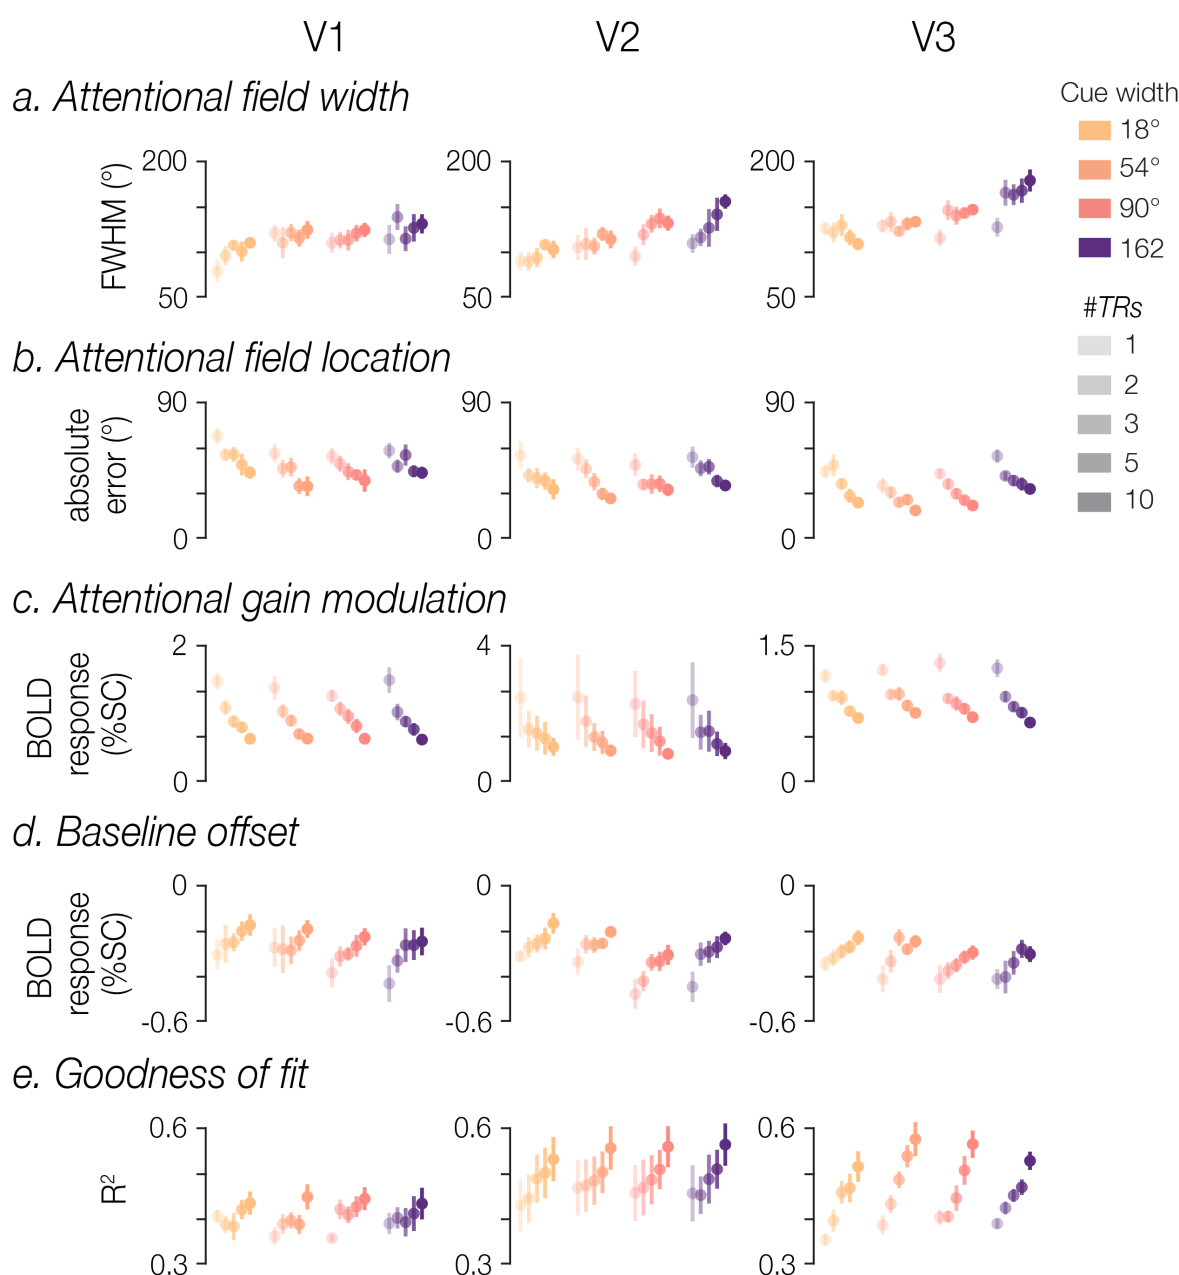 V1 V2 V3
a. Attentional field width
Cue width
18°
54°
90°
162
FWHM (°)
200
50
200
50
200
50
#TRs
1
2
3
5
10
b. Attentional field location
absolute
error (°)
90
0
90
0
90
0
c. Attentional gain modulation
BOLD
response
(%SC)
2
0
4
0
1.5
0
d. Baseline offset
BOLD
response
(%SC)
0
-0.6
0
-0.6
0
-0.6
e. Goodness of fit
R²
0.6
0.3
0.6
0.3
0.6
0.3